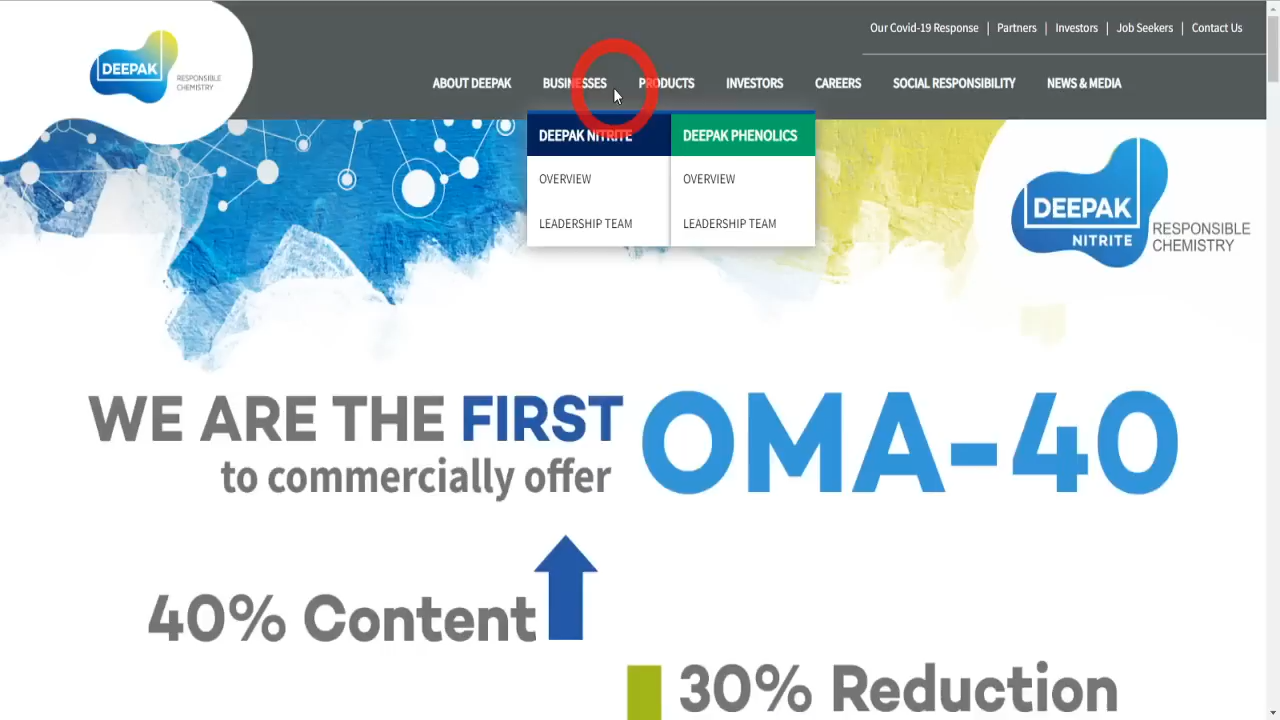 Our Covid-19 Response | Partners | Investors | Job Seekers | Contact Us
DEEPAK
RESPONSIBLE
CHEMISTRY
ABOUT DEEPAK BUSINESSES PRODUCTS INVESTORS CAREERS SOCIAL RESPONSIBILITY NEWS & MEDIA
DEEPAK NITRITE DEEPAK PHENOLICS
OVERVIEW OVERVIEW
LEADERSHIP TEAM LEADERSHIP TEAM
DEEPAK
NITRITE
RESPONSIBLE
CHEMISTRY
WE ARE THE FIRST
to commercially offer
OMA-40
40% Content
30% Reduction